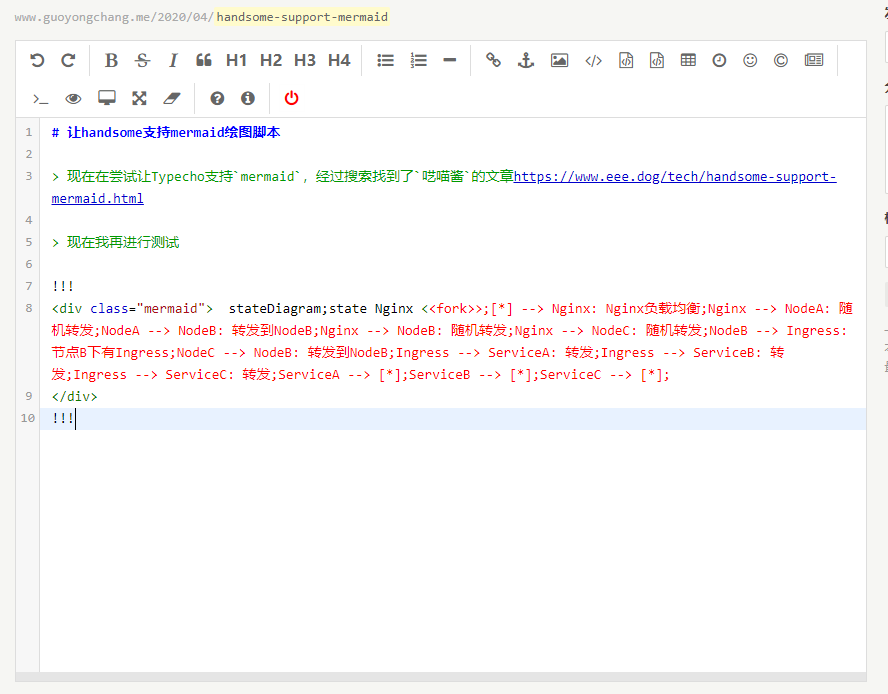 www.guoyongchang.me/2020/04/handsome-support-mermaid
B S I H1 H2 H3 H4
1 # 让handsome支持mermaid绘图脚本
2
3 > 现在在尝试让Typecho支持`mermaid`，经过搜索找到了`呓喵酱`的文章https://www.eee.dog/tech/handsome-support-
mermaid.html
4
5 > 现在我再进行测试
6
7 !!!
8 <div class="mermaid">  stateDiagram;state Nginx <<fork>>;[*] --> Nginx: Nginx负载均衡;Nginx --> NodeA: 随
机转发;NodeA --> NodeB: 转发到NodeB;Nginx --> NodeB: 随机转发;Nginx --> NodeC: 随机转发;NodeB --> Ingress:
节点B下有Ingress;NodeC --> NodeB: 转发到NodeB;Ingress --> ServiceA: 转发;Ingress --> ServiceB: 转
发;Ingress --> ServiceC: 转发;ServiceA --> [*];ServiceB --> [*];ServiceC --> [*];
9 </div>
10 !!!